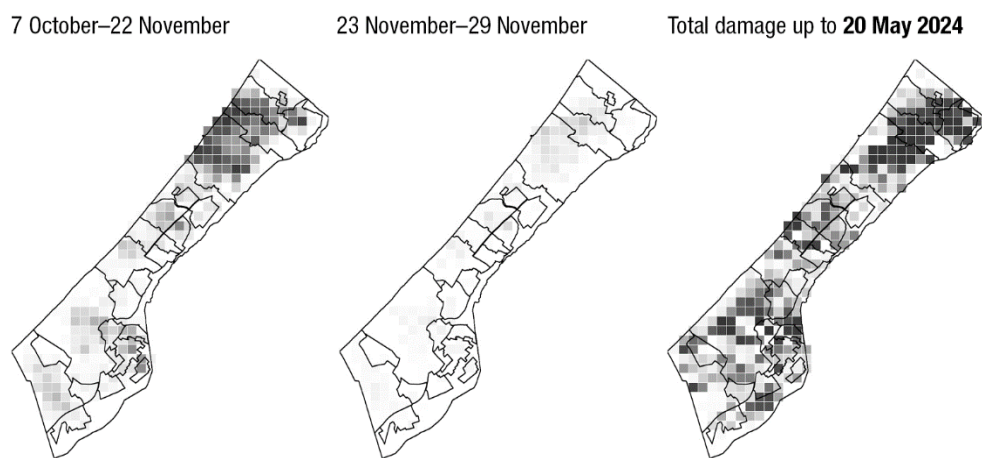 7 October–22 November
23 November–29 November
Total damage up to 20 May 2024